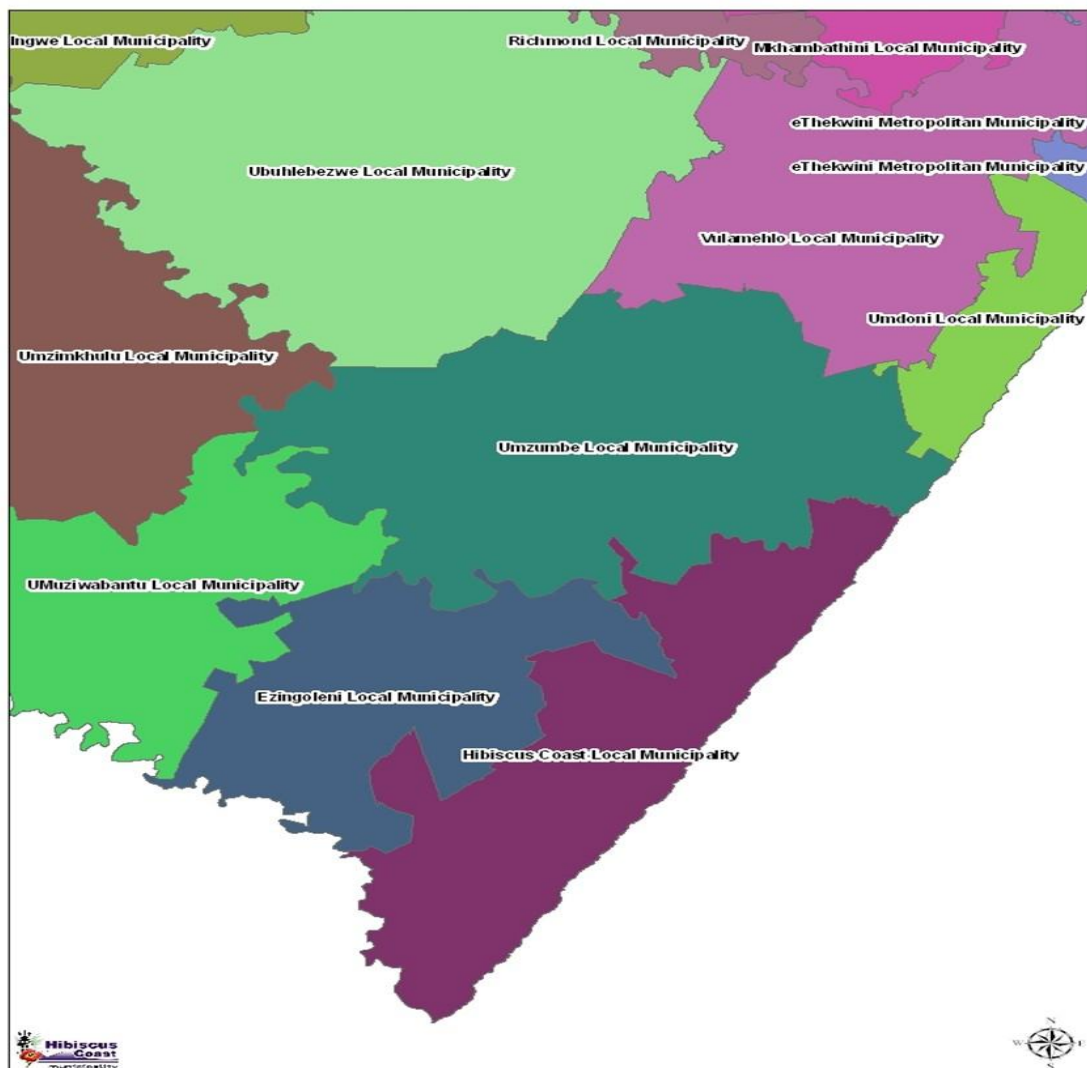 Ingwe Local Municipality
Richmond Local Municipality
Mkhambathini Local Municipality
eThekwini Metropolitan Municipality
eThekwini Metropolitan Municipality
Ubuhlebezwe Local Municipality
Vulamehlo Local Municipality
Umdoni Local Municipality
Umzimkhulu Local Municipality
Umzumbe Local Municipality
UMuziwabantu Local Municipality
Ezingoleni Local Municipality
Hibiscus Coast Local Municipality
Hibiscus
Coast
Municipality
N
W E
S